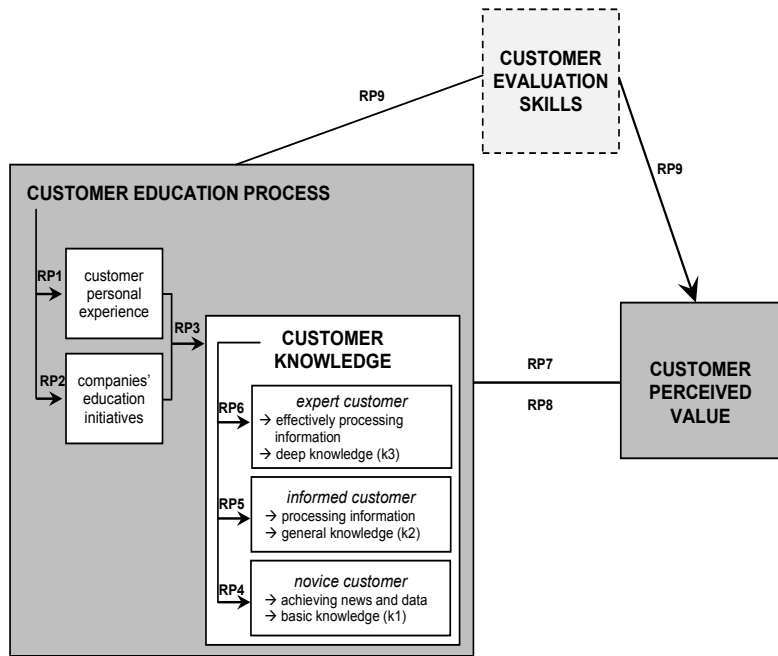 CUSTOMER
EVALUATION
SKILLS
RP9
RP9
CUSTOMER EDUCATION PROCESS
RP1
customer
personal
experience
RP3
RP2
companies’
education
initiatives
CUSTOMER
KNOWLEDGE
RP6
expert customer
→ effectively processing
information
→ deep knowledge (k3)
RP5
informed customer
→ processing information
→ general knowledge (k2)
RP4
novice customer
→ achieving news and data
→ basic knowledge (k1)
RP7
RP8
CUSTOMER
PERCEIVED
VALUE